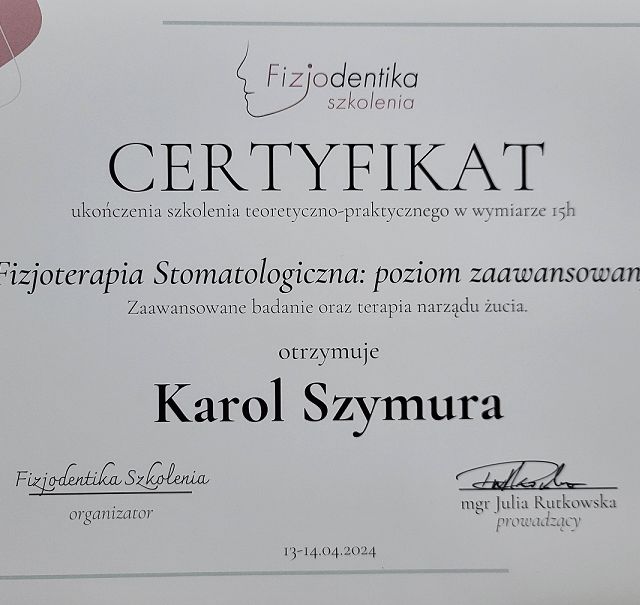 Fizjodentika
szkolenia
CERTYFIKAT
ukończenia szkolenia teoretyczno-praktycznego w wymiarze 15h
Fizjoterapia Stomatologiczna: poziom zaawansowan
Zaawansowane badanie oraz terapia narządu żucia.
otrzymuje
Karol Szymura
Fizjodentika Szkolenia
organizator
mgr Julia Rutkowska
prowadzący
13-14.04.2024